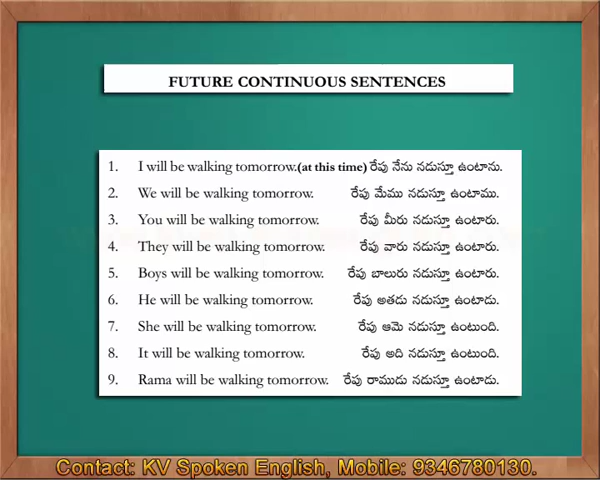 FUTURE CONTINUOUS SENTENCES
1. I will be walking tomorrow.(at this time) రేపు నేను నడుస్తూ ఉంటాను.
2. We will be walking tomorrow. రేపు మేము నడుస్తూ ఉంటాము.
3. You will be walking tomorrow. రేపు మీరు నడుస్తూ ఉంటారు.
4. They will be walking tomorrow. రేపు వారు నడుస్తూ ఉంటారు.
5. Boys will be walking tomorrow. రేపు బాలురు నడుస్తూ ఉంటారు.
6. He will be walking tomorrow. రేపు అతడు నడుస్తూ ఉంటాడు.
7. She will be walking tomorrow. రేపు ఆమె నడుస్తూ ఉంటుంది.
8. It will be walking tomorrow. రేపు అది నడుస్తూ ఉంటుంది.
9. Rama will be walking tomorrow. రేపు రాముడు నడుస్తూ ఉంటాడు.
Contact: KV Spoken English, Mobile: 9346780130.